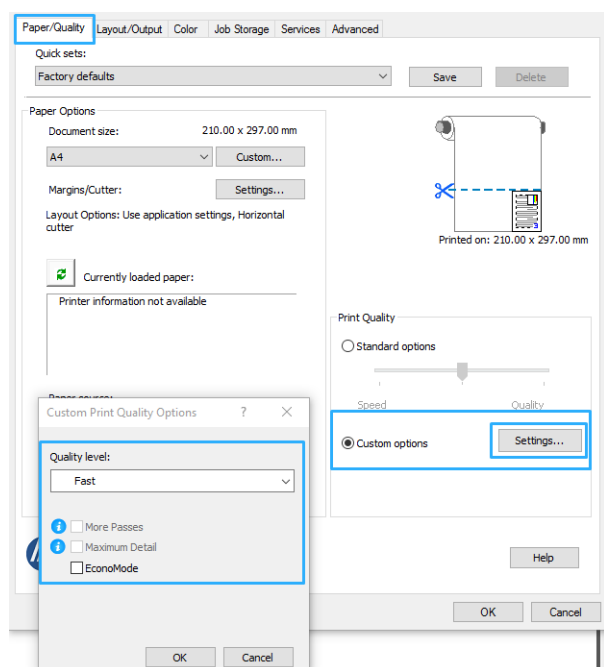 Paper/Quality Layout/Output Color Job Storage Services Advanced
Quick sets:
Factory defaults
Save
Delete
Paper Options
Document size: 210.00 x 297.00 mm
A4
Custom...
Margins/Cutter:
Settings...
Layout Options: Use application settings, Horizontal
cutter
Printed on: 210.00 x 297.00 mm
Currently loaded paper:
Printer information not available
Print Quality
Standard options
Speed
Quality
Custom options
Settings...
Paper source:
Custom Print Quality Options ?
Quality level:
Fast
More Passes
Maximum Detail
EconoMode
OK
Cancel
Help
OK
Cancel